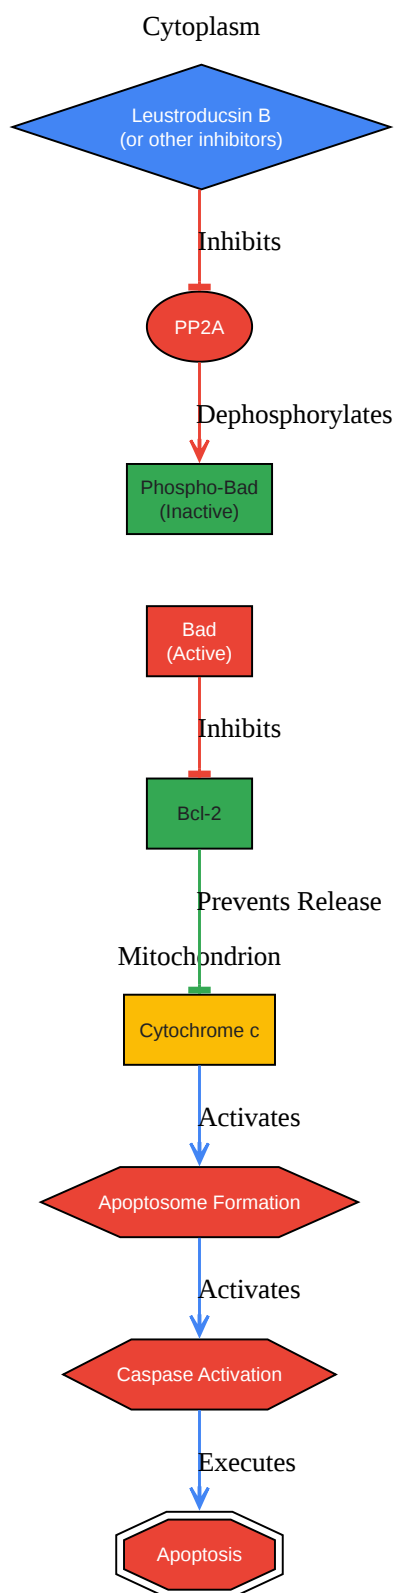 Cytoplasm
Leustroducsin B
(or other inhibitors)
Inhibits
PP2A
Dephosphorylates
Phospho-Bad
(Inactive)
Bad
(Active)
Inhibits
Bcl-2
Prevents Release
Mitochondrion
Cytochrome c
Activates
Apoptosome Formation
Activates
Caspase Activation
Executes
Apoptosis